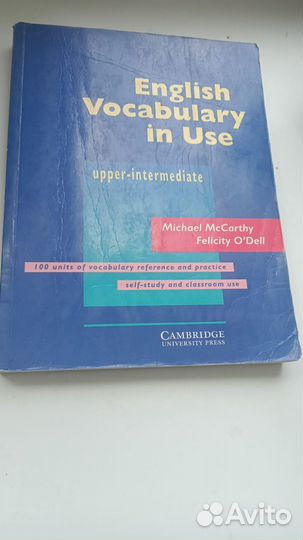 English
Vocabulary
in Use
upper-intermediate
Michael McCarthy
Felicity O'Dell
100 units of vocabulary reference and practice
self-study and classroom use
CAMBRIDGE
UNIVERSITY PRESS
Avito